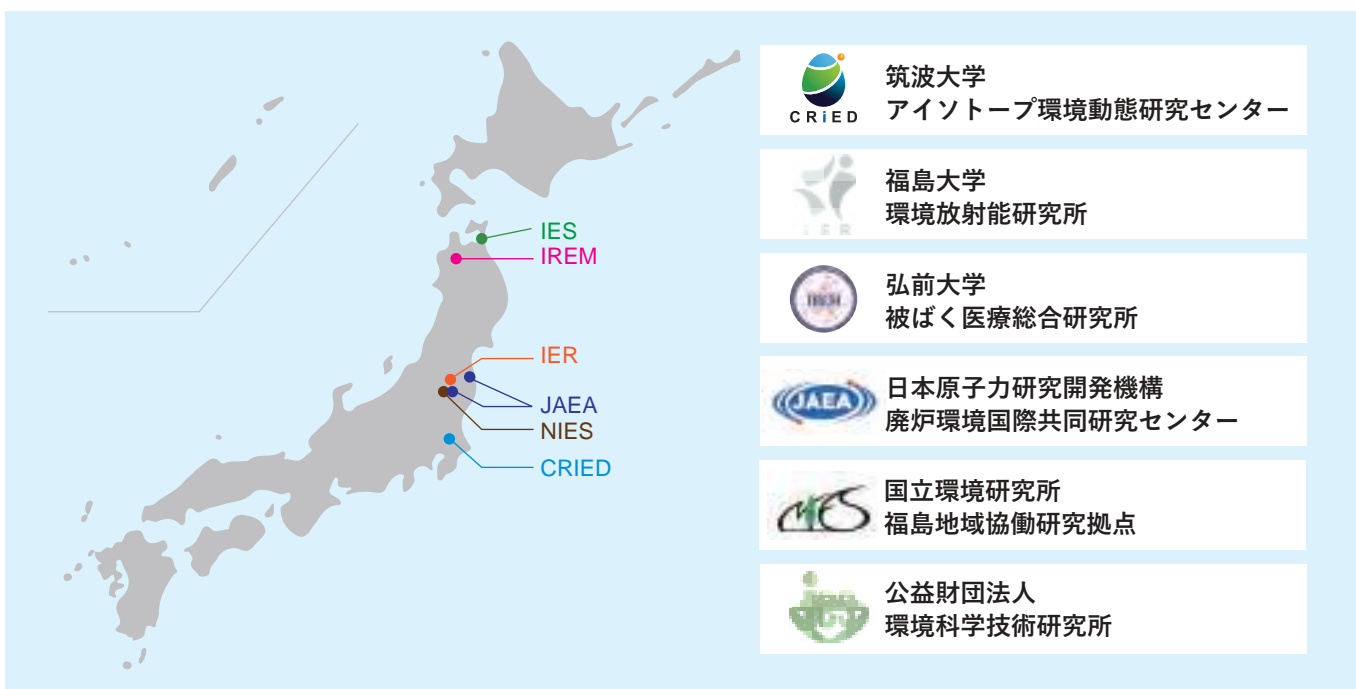 IES
IREM
IER
JAEA
NIES
CRIED
CRiED
筑波大学
アイソトープ環境動態研究センター
iER
福島大学
環境放射能研究所
IREM
弘前大学
被ばく医療総合研究所
JAEA
日本原子力研究開発機構
廃炉環境国際共同研究センター
NIES
国立環境研究所
福島地域協働研究拠点
公益財団法人
環境科学技術研究所